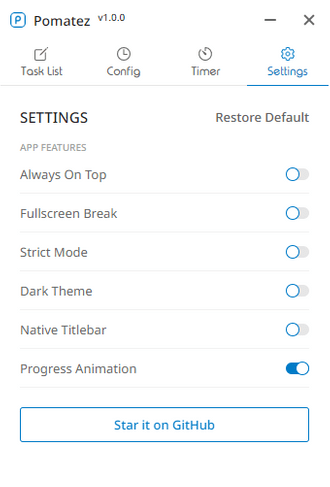 Pomatez v1.0.0
Task List Config Timer Settings
SETTINGS Restore Default
APP FEATURES
Always On Top
Fullscreen Break
Strict Mode
Dark Theme
Native Titlebar
Progress Animation
Star it on GitHub